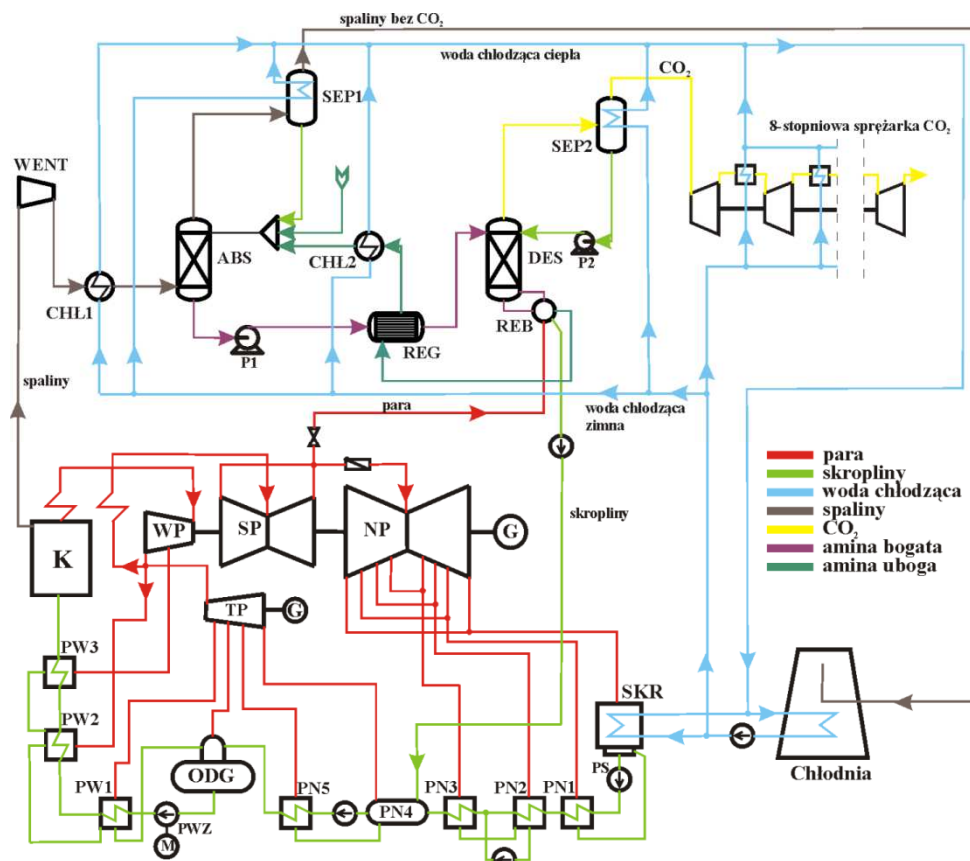 spaliny bez CO2
woda chłodząca ciepła
CO2
SEP1
SEP2
8-stopniowa sprężarka CO2
WENT
ABS
CHŁ2
DES
P2
CHŁ1
P1
REG
REB
spaliny
para
woda chłodząca
zimna
skropliny
para
skropliny
woda chłodząca
spaliny
CO2
amina bogata
amina uboga
K
WP
SP
NP
G
TP
G
PW3
PW2
PW1
ODG
PWZ
M
PN5
PN4
PN3
PN2
PN1
PS
SKR
Chłodnia